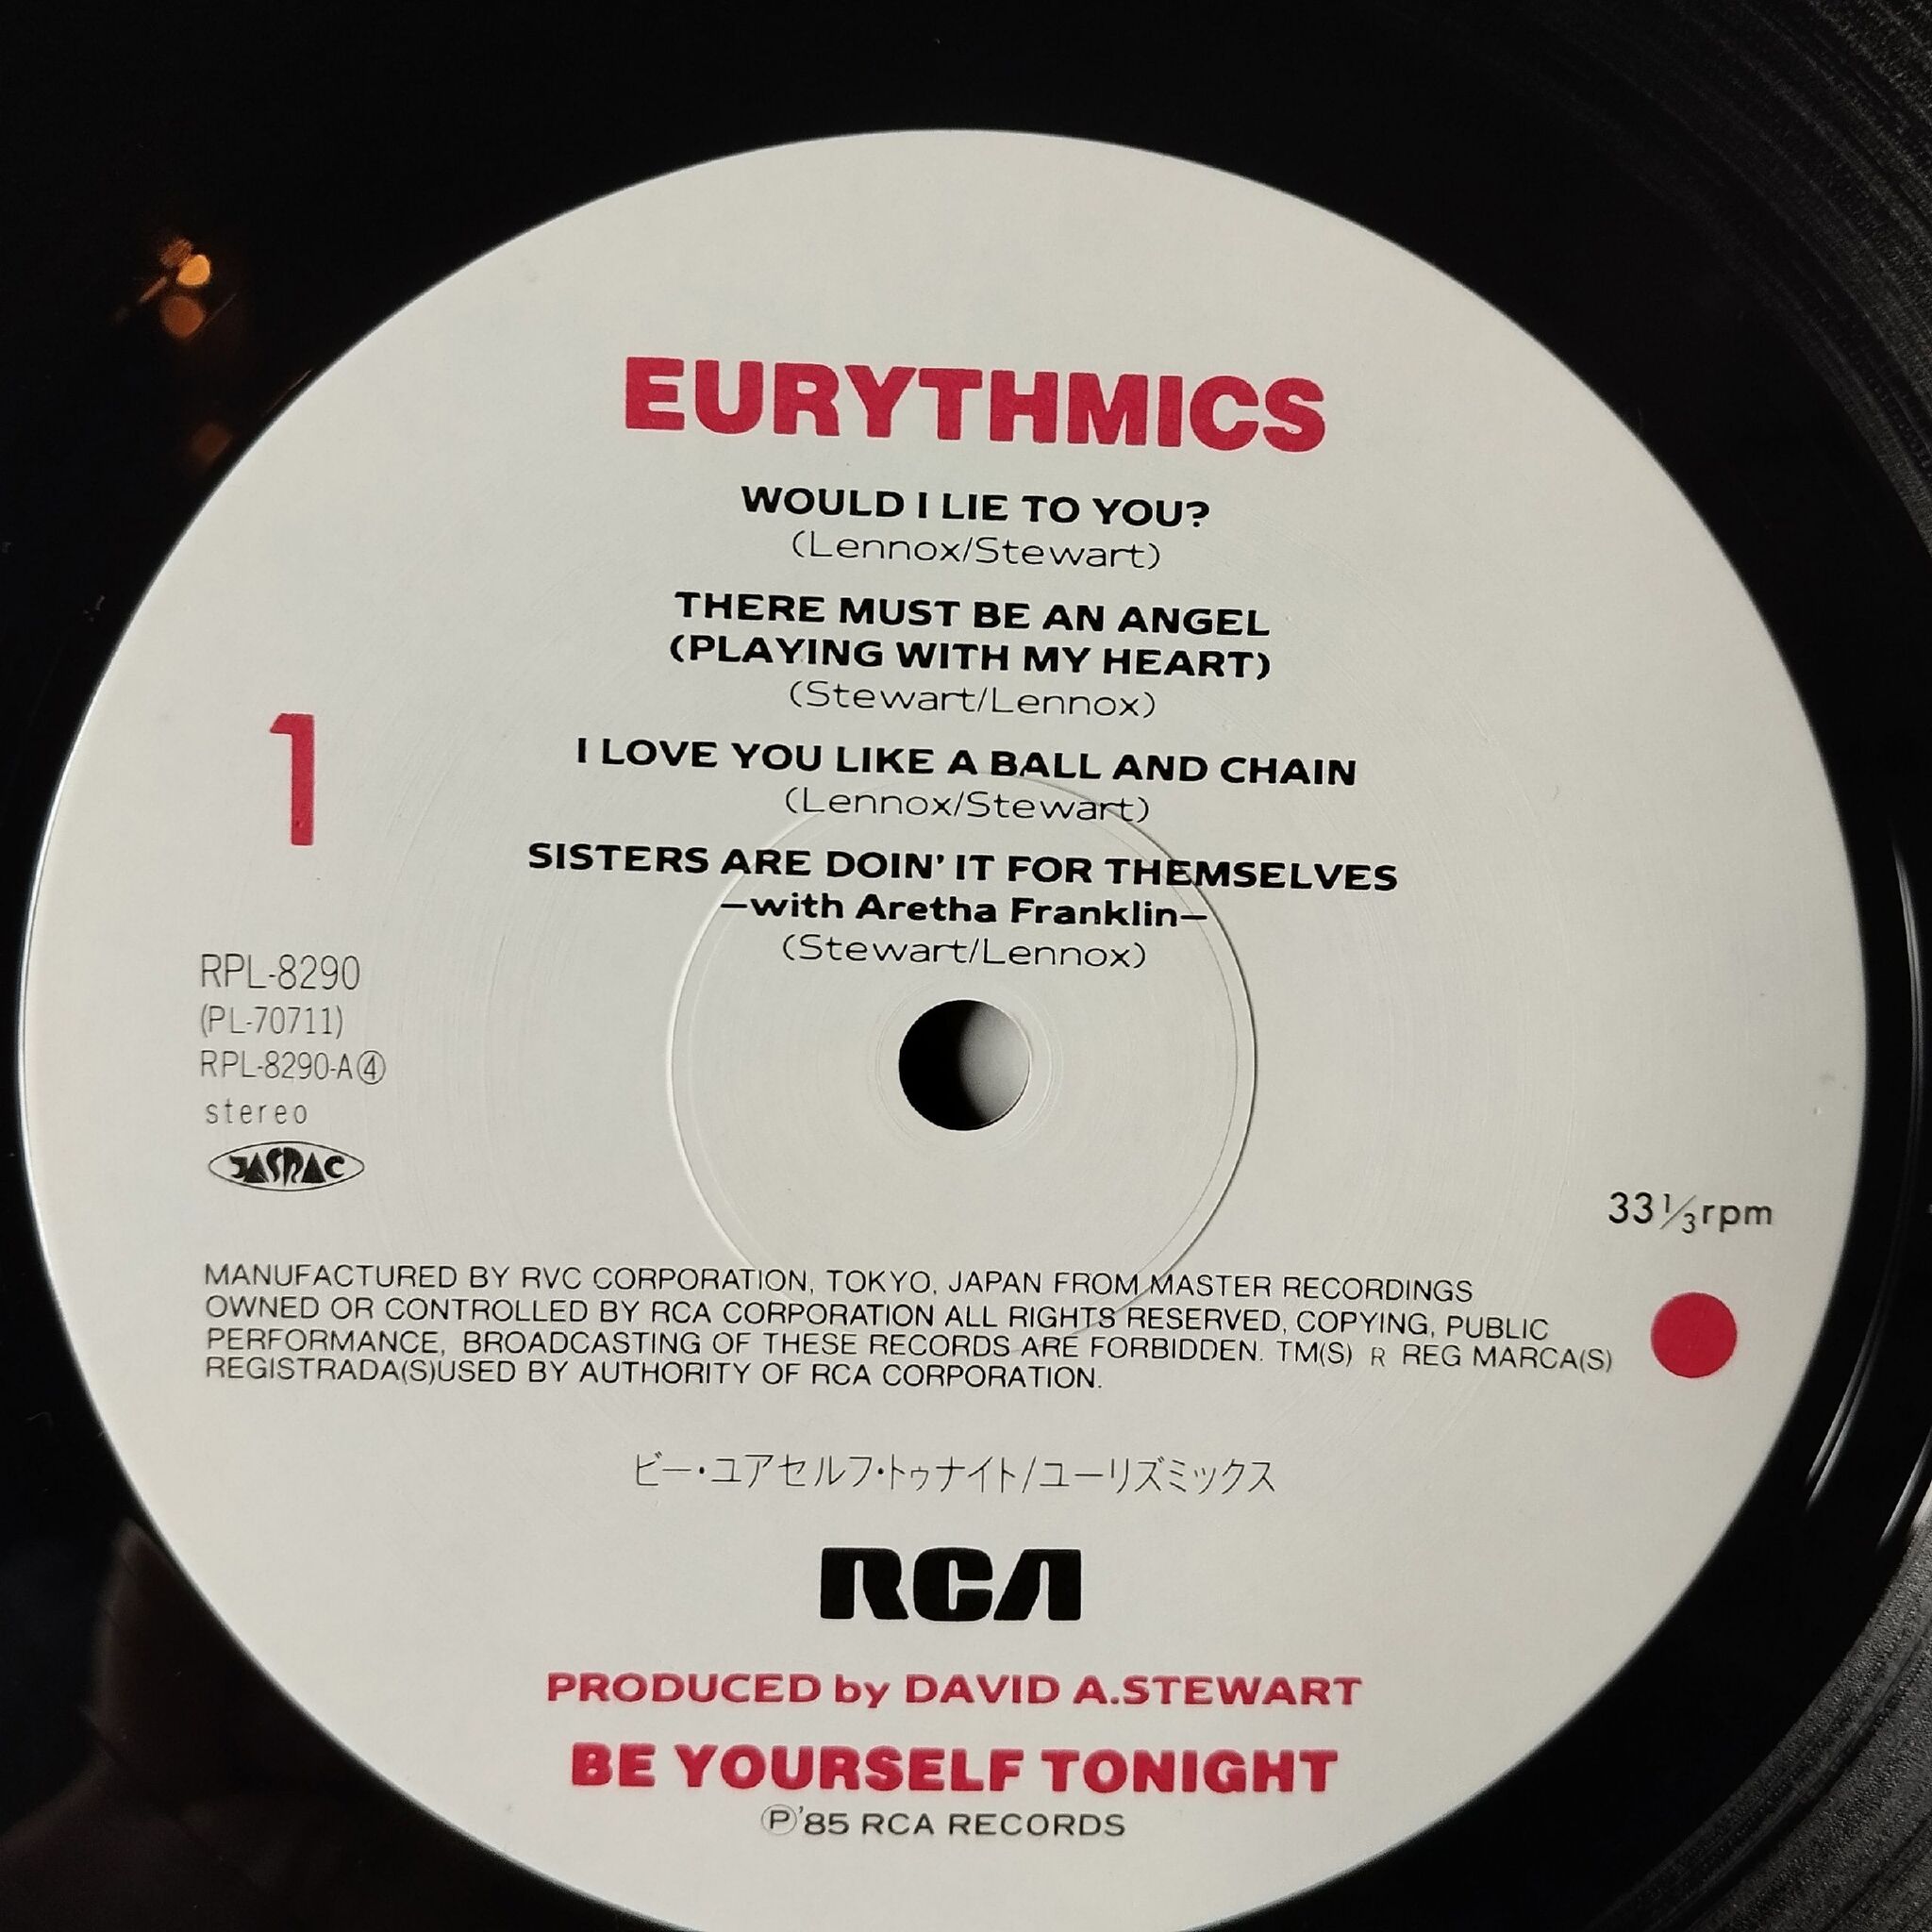 EURYTHMICS
WOULD I LIE TO YOU?
(Lennox/Stewart)
THERE MUST BE AN ANGEL
(PLAYING WITH MY HEART)
(Stewart/Lennox)
I LOVE YOU LIKE A BALL AND CHAIN
(Lennox/Stewart)
SISTERS ARE DOIN' IT FOR THEMSELVES
—with Aretha Franklin—
(Stewart/Lennox)
1
RPL-8290
(PL-70711)
RPL-8290-A④
stereo
JASRAC
33 1/3 rpm
MANUFACTURED BY RVC CORPORATION, TOKYO, JAPAN FROM MASTER RECORDINGS
OWNED OR CONTROLLED BY RCA CORPORATION ALL RIGHTS RESERVED, COPYING, PUBLIC
PERFORMANCE, BROADCASTING OF THESE RECORDS ARE FORBIDDEN. TM(S) R REG MARCA(S)
REGISTRADA(S)USED BY AUTHORITY OF RCA CORPORATION.
ビー・ユアセルフ・トゥナイト/ユーリズミックス
RCA
PRODUCED by DAVID A.STEWART
BE YOURSELF TONIGHT
Ⓟ'85 RCA RECORDS